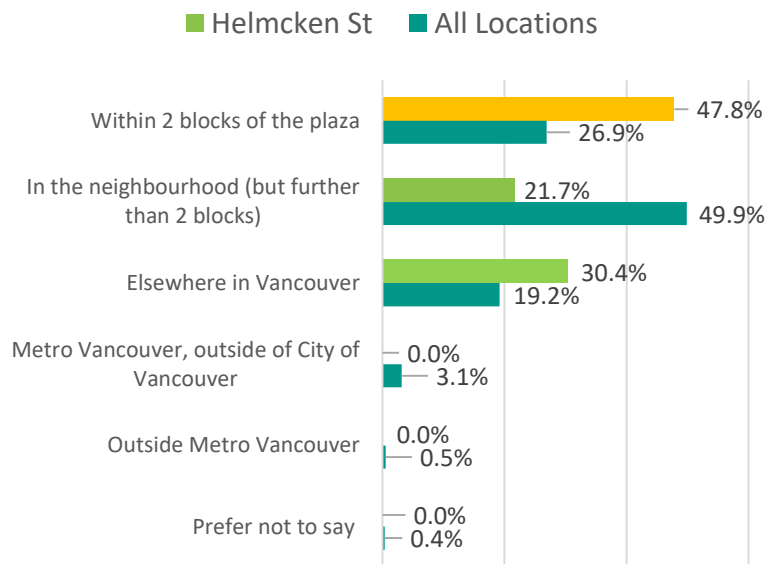 Helmcken St All Locations
Within 2 blocks of the plaza
47.8%
26.9%
In the neighbourhood (but further
than 2 blocks)
21.7%
49.9%
Elsewhere in Vancouver
30.4%
19.2%
Metro Vancouver, outside of City of
Vancouver
0.0%
3.1%
Outside Metro Vancouver
0.0%
0.5%
Prefer not to say
0.0%
0.4%